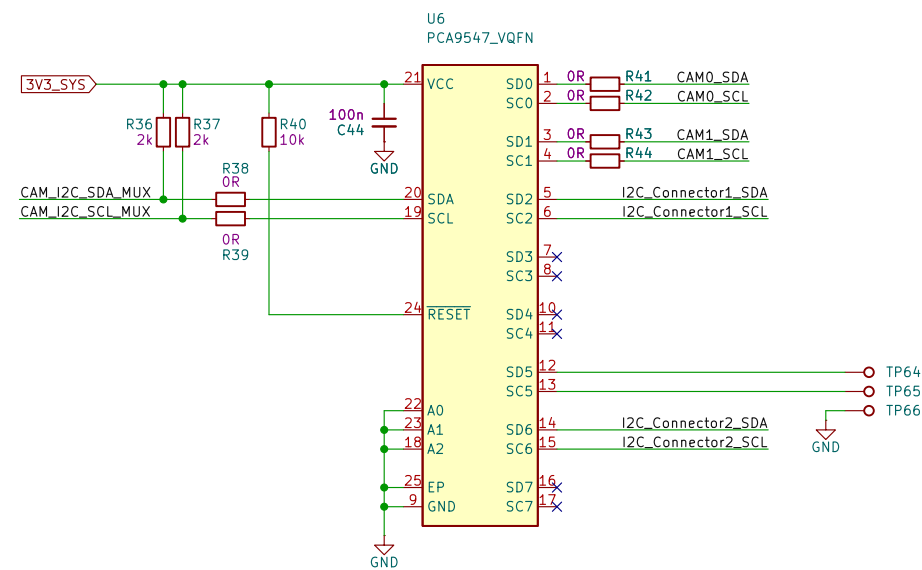 U6
PCA9547_VQFN
3V3_SYS
21 VCC
SD0 1 0R R41 CAM0_SDA
SC0 2 0R R42 CAM0_SCL
R36 2k
R37 2k
R40 10k
100n
C44
GND
SD1 3 0R R43 CAM1_SDA
SC1 4 0R R44 CAM1_SCL
R38
0R
CAM_I2C_SDA_MUX 20 SDA
SD2 5 I2C_Connector1_SDA
CAM_I2C_SCL_MUX 19 SCL
SC2 6 I2C_Connector1_SCL
0R
R39
SD3 7
SC3 8
24 RESET
SD4 10
SC4 11
SD5 12 TP64
SC5 13 TP65
22 A0
TP66
23 A1
SD6 14 I2C_Connector2_SDA
18 A2
SC6 15 I2C_Connector2_SCL
GND
25 EP
SD7 16
9 GND
SC7 17
GND